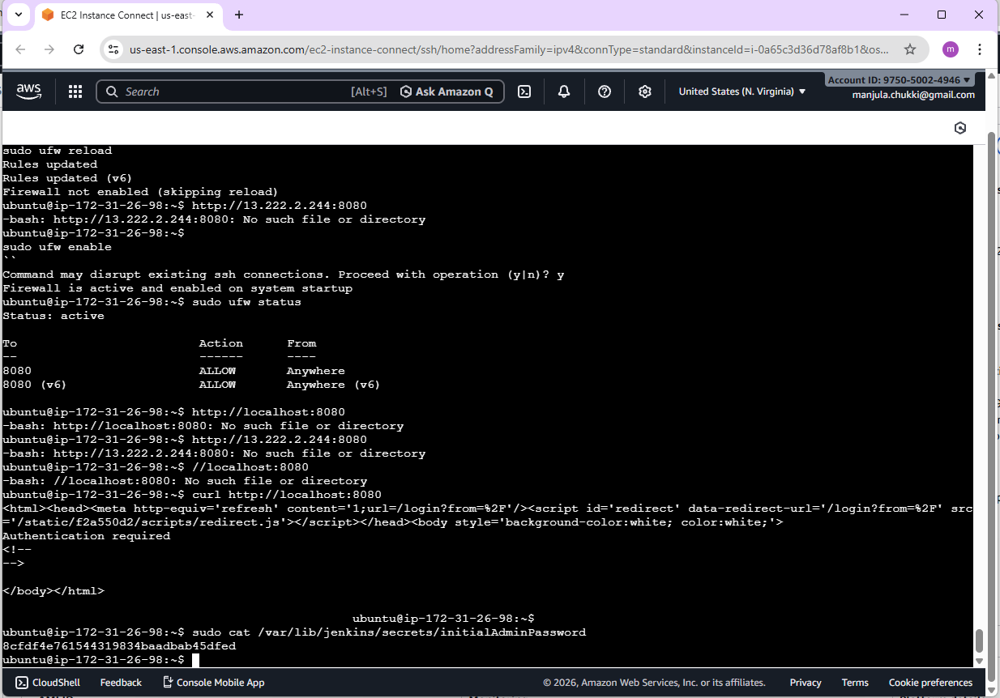 EC2 Instance Connect | us-east-
us-east-1.console.aws.amazon.com/ec2-instance-connect/ssh/home?addressFamily=ipv4&connType=standard&instanceId=i-0a65c3d36d78af8b1&os...
m
aws
Search
[Alt+S]
Ask Amazon Q
United States (N. Virginia)
Account ID: 9750-5002-4946
manjula.chukki@gmail.com
sudo ufw reload
Rules updated
Rules updated (v6)
Firewall not enabled (skipping reload)
ubuntu@ip-172-31-26-98:~$ http://13.222.2.244:8080
-bash: http://13.222.2.244:8080: No such file or directory
ubuntu@ip-172-31-26-98:~$
sudo ufw enable
``
Command may disrupt existing ssh connections. Proceed with operation (y|n)? y
Firewall is active and enabled on system startup
ubuntu@ip-172-31-26-98:~$ sudo ufw status
Status: active
To                         Action      From
--                         ------      ----
8080                       ALLOW       Anywhere
8080 (v6)                  ALLOW       Anywhere (v6)
ubuntu@ip-172-31-26-98:~$ http://localhost:8080
-bash: http://localhost:8080: No such file or directory
ubuntu@ip-172-31-26-98:~$ http://13.222.2.244:8080
-bash: http://13.222.2.244:8080: No such file or directory
ubuntu@ip-172-31-26-98:~$ //localhost:8080
-bash: //localhost:8080: No such file or directory
ubuntu@ip-172-31-26-98:~$ curl http://localhost:8080
<html><head><meta http-equiv='refresh' content='1;url=/login?from=%2F'/><script id='redirect' data-redirect-url='/login?from=%2F' src
='/static/f2a550d2/scripts/redirect.js'></script></head><body style='background-color:white; color:white;'>
Authentication required
<!--
-->
</body></html>
ubuntu@ip-172-31-26-98:~$
ubuntu@ip-172-31-26-98:~$ sudo cat /var/lib/jenkins/secrets/initialAdminPassword
8cfdf4e761544319834baadbab45dfed
ubuntu@ip-172-31-26-98:~$
CloudShell
Feedback
Console Mobile App
© 2026, Amazon Web Services, Inc. or its affiliates.
Privacy
Terms
Cookie preferences